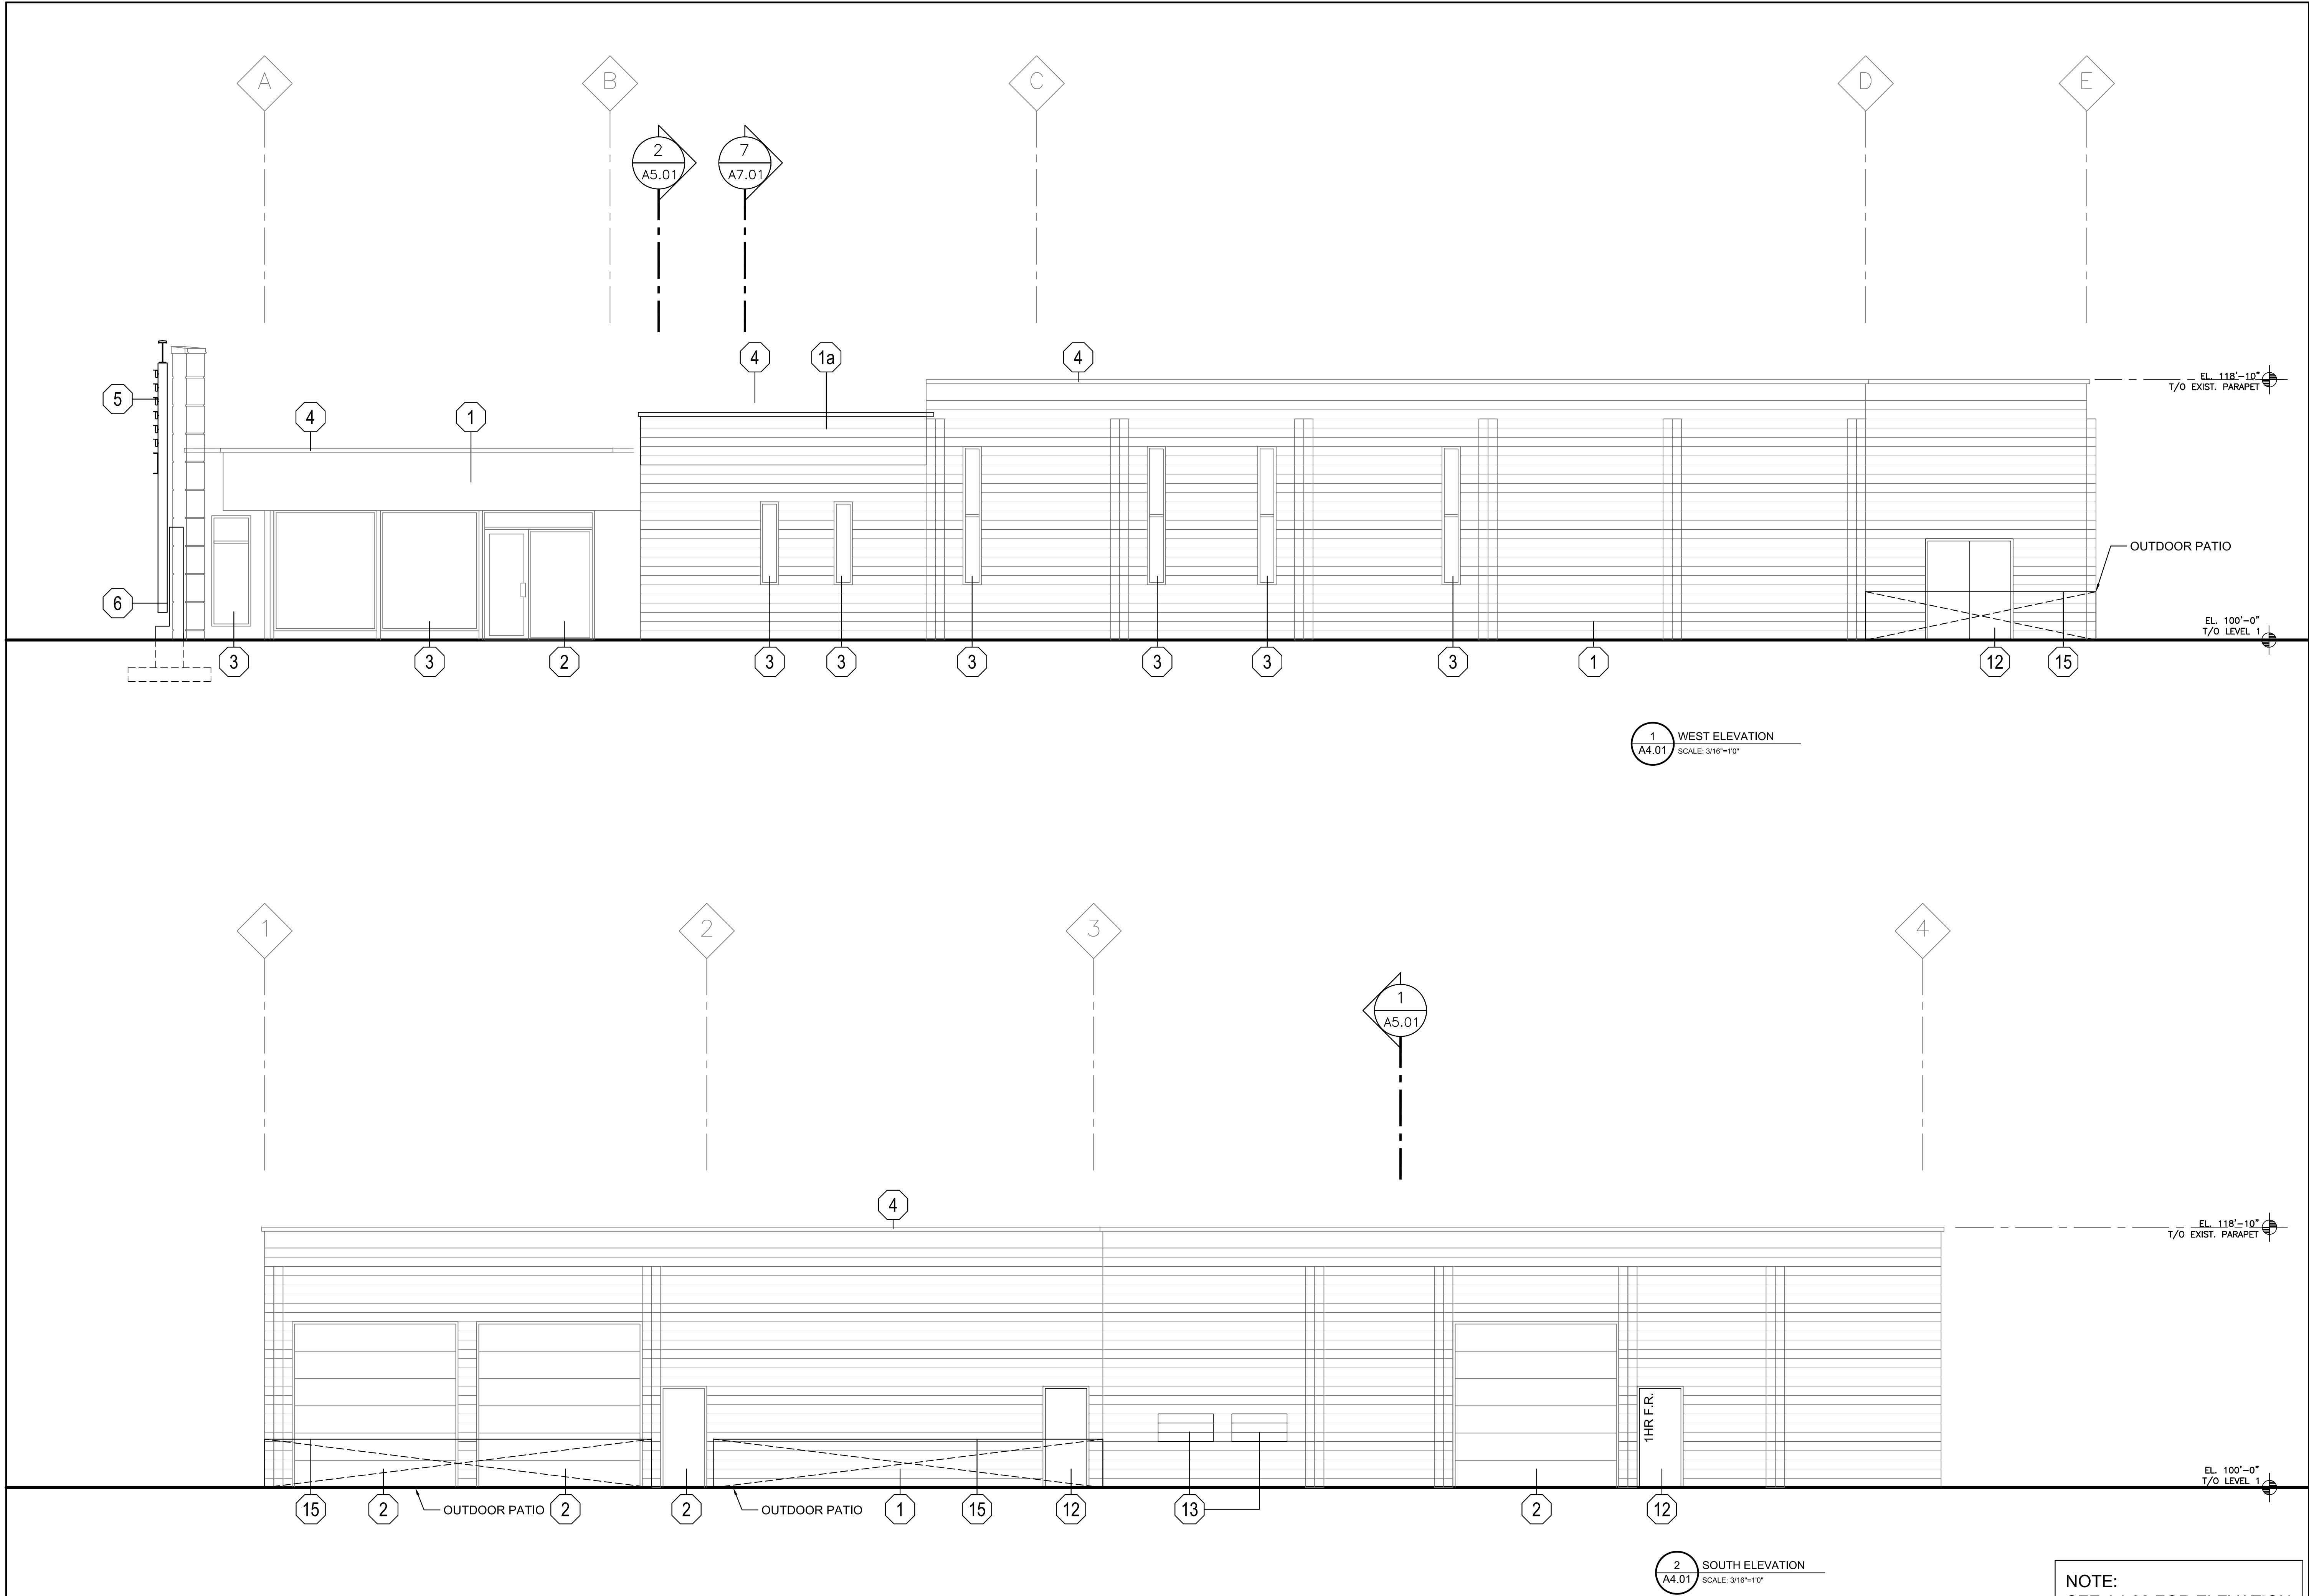 A
B
C
D
E
2
A5.01
7
A7.01
4
1a
4
EL. 118'-10"
T/O EXIST. PARAPET
5
4
1
OUTDOOR PATIO
6
EL. 100'-0"
T/O LEVEL 1
3
3
2
3
3
3
3
3
3
1
12
15
1
A4.01
WEST ELEVATION
SCALE: 3/16"=1'0"
1
2
3
4
1
A5.01
4
EL. 118'-10"
T/O EXIST. PARAPET
1HR F.R.
EL. 100'-0"
T/O LEVEL 1
15
2
OUTDOOR PATIO
2
2
OUTDOOR PATIO
1
15
12
13
2
12
2
A4.01
SOUTH ELEVATION
SCALE: 3/16"=1'0"
NOTE: